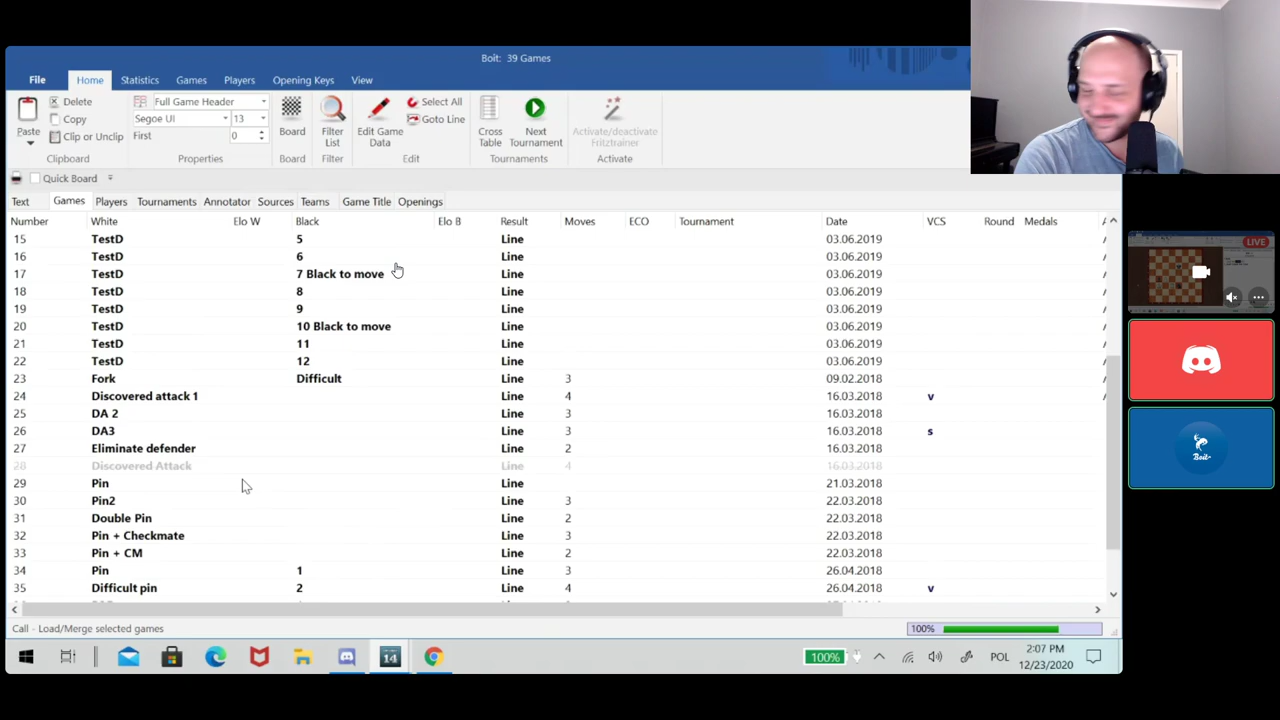 Boit: 39 Games
File Home Statistics Games Players Opening Keys View
Paste
Delete
Copy
Clip or Unclip
Clipboard
Full Game Header
Segoe UI 13
First 0
Properties
Board
Board
Filter List
Filter
Edit Game Data
Select All
Goto Line
Edit
Cross Table
Next Tournament
Tournaments
Activate/deactivate Fritztrainer
Activate
Quick Board
Text Games Players Tournaments Annotator Sources Teams Game Title Openings
Number White Elo W Black Elo B Result Moves ECO Tournament Date VCS Round Medals
15 TestD 5 Line 03.06.2019
16 TestD 6 Line 03.06.2019
17 TestD 7 Black to move Line 03.06.2019
18 TestD 8 Line 03.06.2019
19 TestD 9 Line 03.06.2019
20 TestD 10 Black to move Line 03.06.2019
21 TestD 11 Line 03.06.2019
22 TestD 12 Line 03.06.2019
23 Fork Difficult Line 3 09.02.2018
24 Discovered attack 1 Line 4 16.03.2018 v
25 DA 2 Line 3 16.03.2018
26 DA3 Line 3 16.03.2018 s
27 Eliminate defender Line 2 16.03.2018
28 Discovered Attack Line 4 16.03.2018
29 Pin Line 21.03.2018
30 Pin2 Line 3 22.03.2018
31 Double Pin Line 2 22.03.2018
32 Pin + Checkmate Line 3 22.03.2018
33 Pin + CM Line 2 22.03.2018
34 Pin 1 Line 3 26.04.2018
35 Difficult pin 2 Line 4 26.04.2018 v
Call - Load/Merge selected games 100%
14
100% POL 2:07 PM
12/23/2020
LIVE
Boit